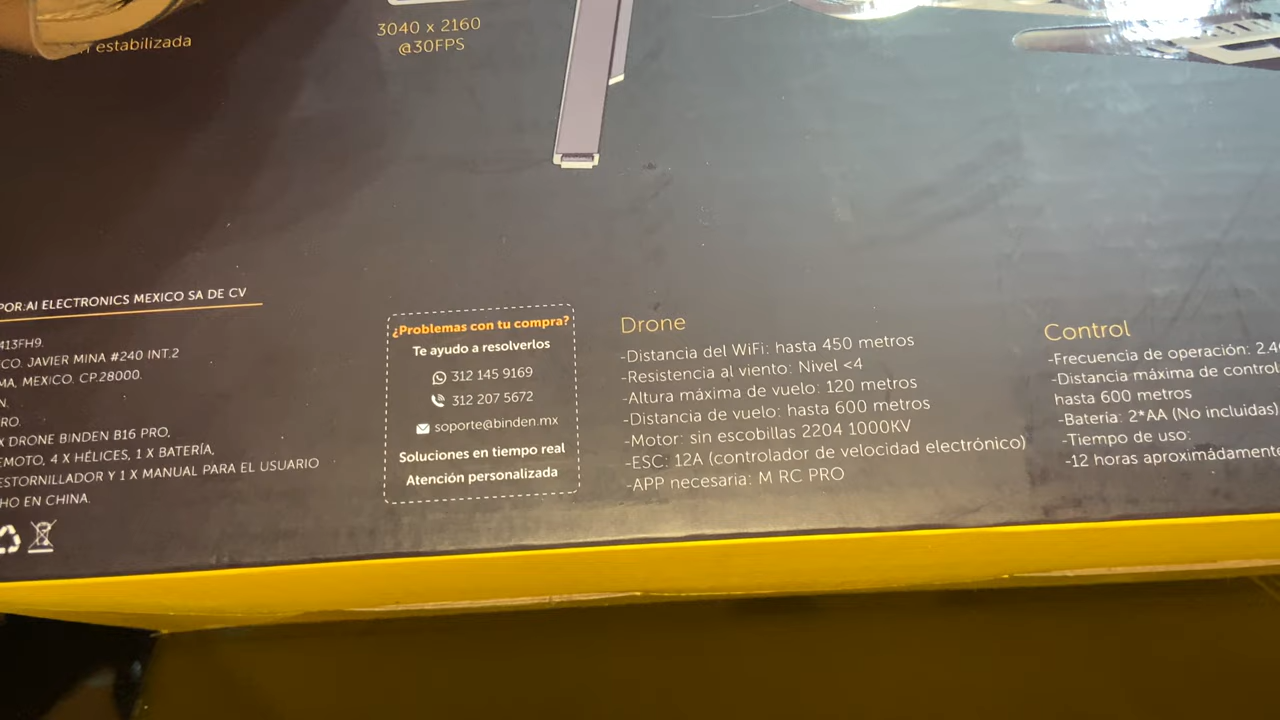 estabilizada
3040 x 2160
@30FPS
POR:AI ELECTRONICS MEXICO SA DE CV
413FH9.
CO. JAVIER MINA #240 INT.2
MA, MEXICO. CP.28000.
N.
RO.
X DRONE BINDEN B16 PRO,
EMOTO, 4 X HÉLICES, 1 X BATERÍA,
ESTORNILLADOR Y 1 X MANUAL PARA EL USUARIO
HO EN CHINA.
¿Problemas con tu compra?
Te ayudo a resolverlos
312 145 9169
312 207 5672
soporte@binden.mx
Soluciones en tiempo real
Atención personalizada
Drone
-Distancia del WiFi: hasta 450 metros
-Resistencia al viento: Nivel <4
-Altura máxima de vuelo: 120 metros
-Distancia de vuelo: hasta 600 metros
-Motor: sin escobillas 2204 1000KV
-ESC: 12A (controlador de velocidad electrónico)
-APP necesaria: M RC PRO
Control
-Frecuencia de operación: 2.4
-Distancia máxima de control
hasta 600 metros
-Batería: 2*AA (No incluidas)
-Tiempo de uso:
-12 horas aproximádamente